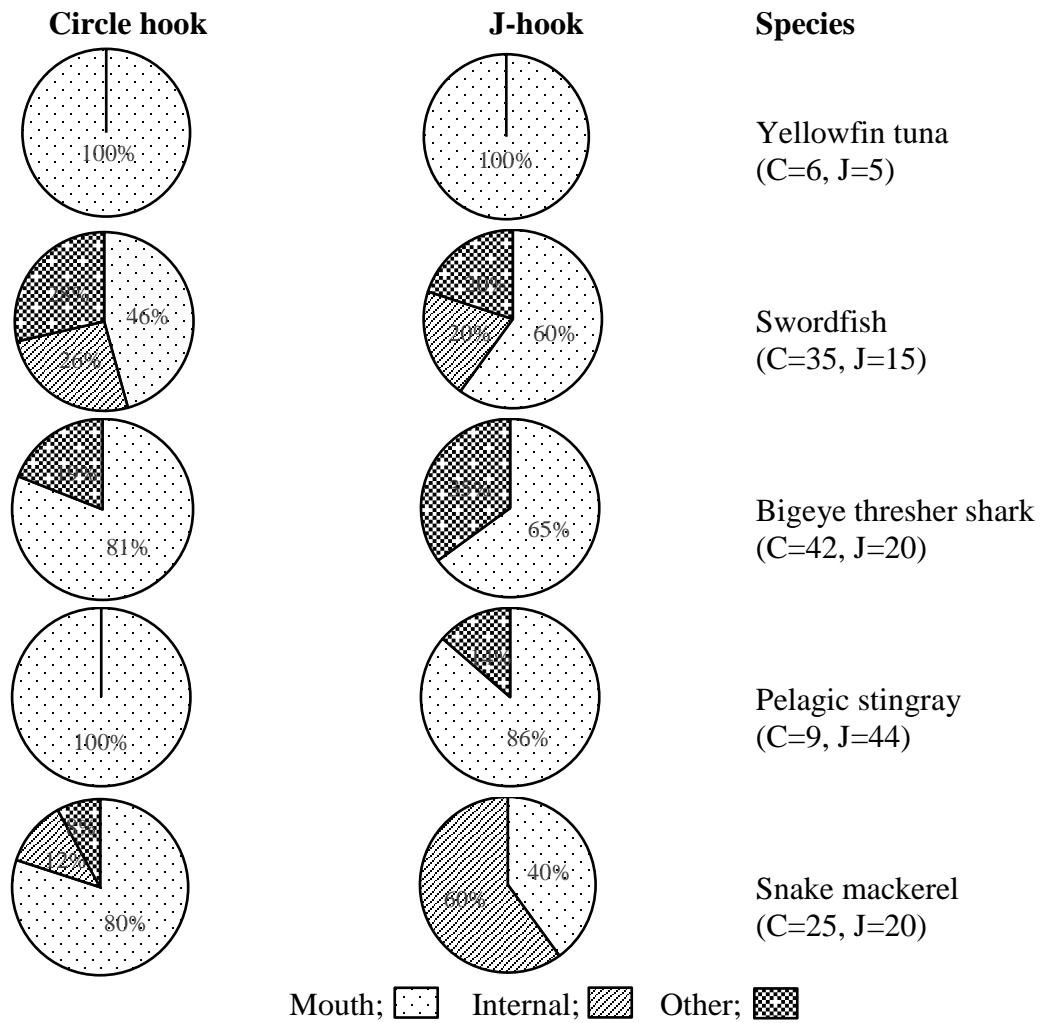 Circle hook J-hook Species
100% 100% Yellowfin tuna
(C=6, J=5)
46% 26% 60% 20% Swordfish
(C=35, J=15)
81% 65% Bigeye thresher shark
(C=42, J=20)
100% 86% Pelagic stingray
(C=9, J=44)
80% 12% 40% 60% Snake mackerel
(C=25, J=20)
Mouth; Internal; Other;